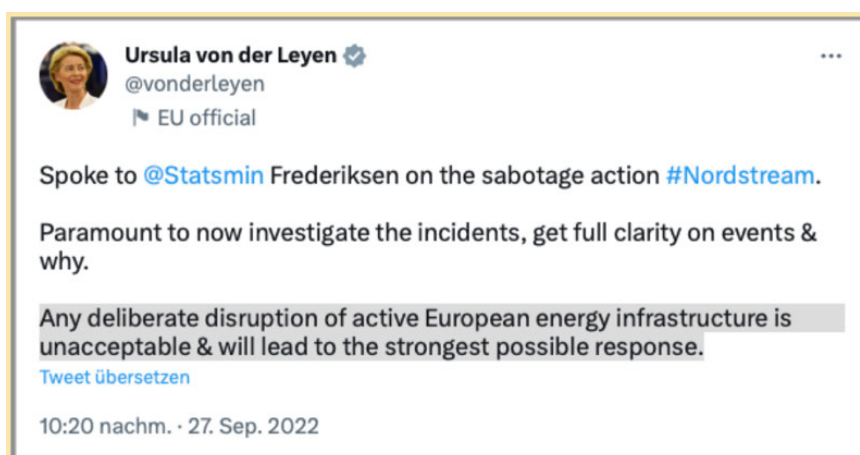 Ursula von der Leyen
@vonderleyen
EU official
Spoke to @Statsmin Frederiksen on the sabotage action #Nordstream.
Paramount to now investigate the incidents, get full clarity on events &
why.
Any deliberate disruption of active European energy infrastructure is
unacceptable & will lead to the strongest possible response.
Tweet übersetzen
10:20 nachm. · 27. Sep. 2022